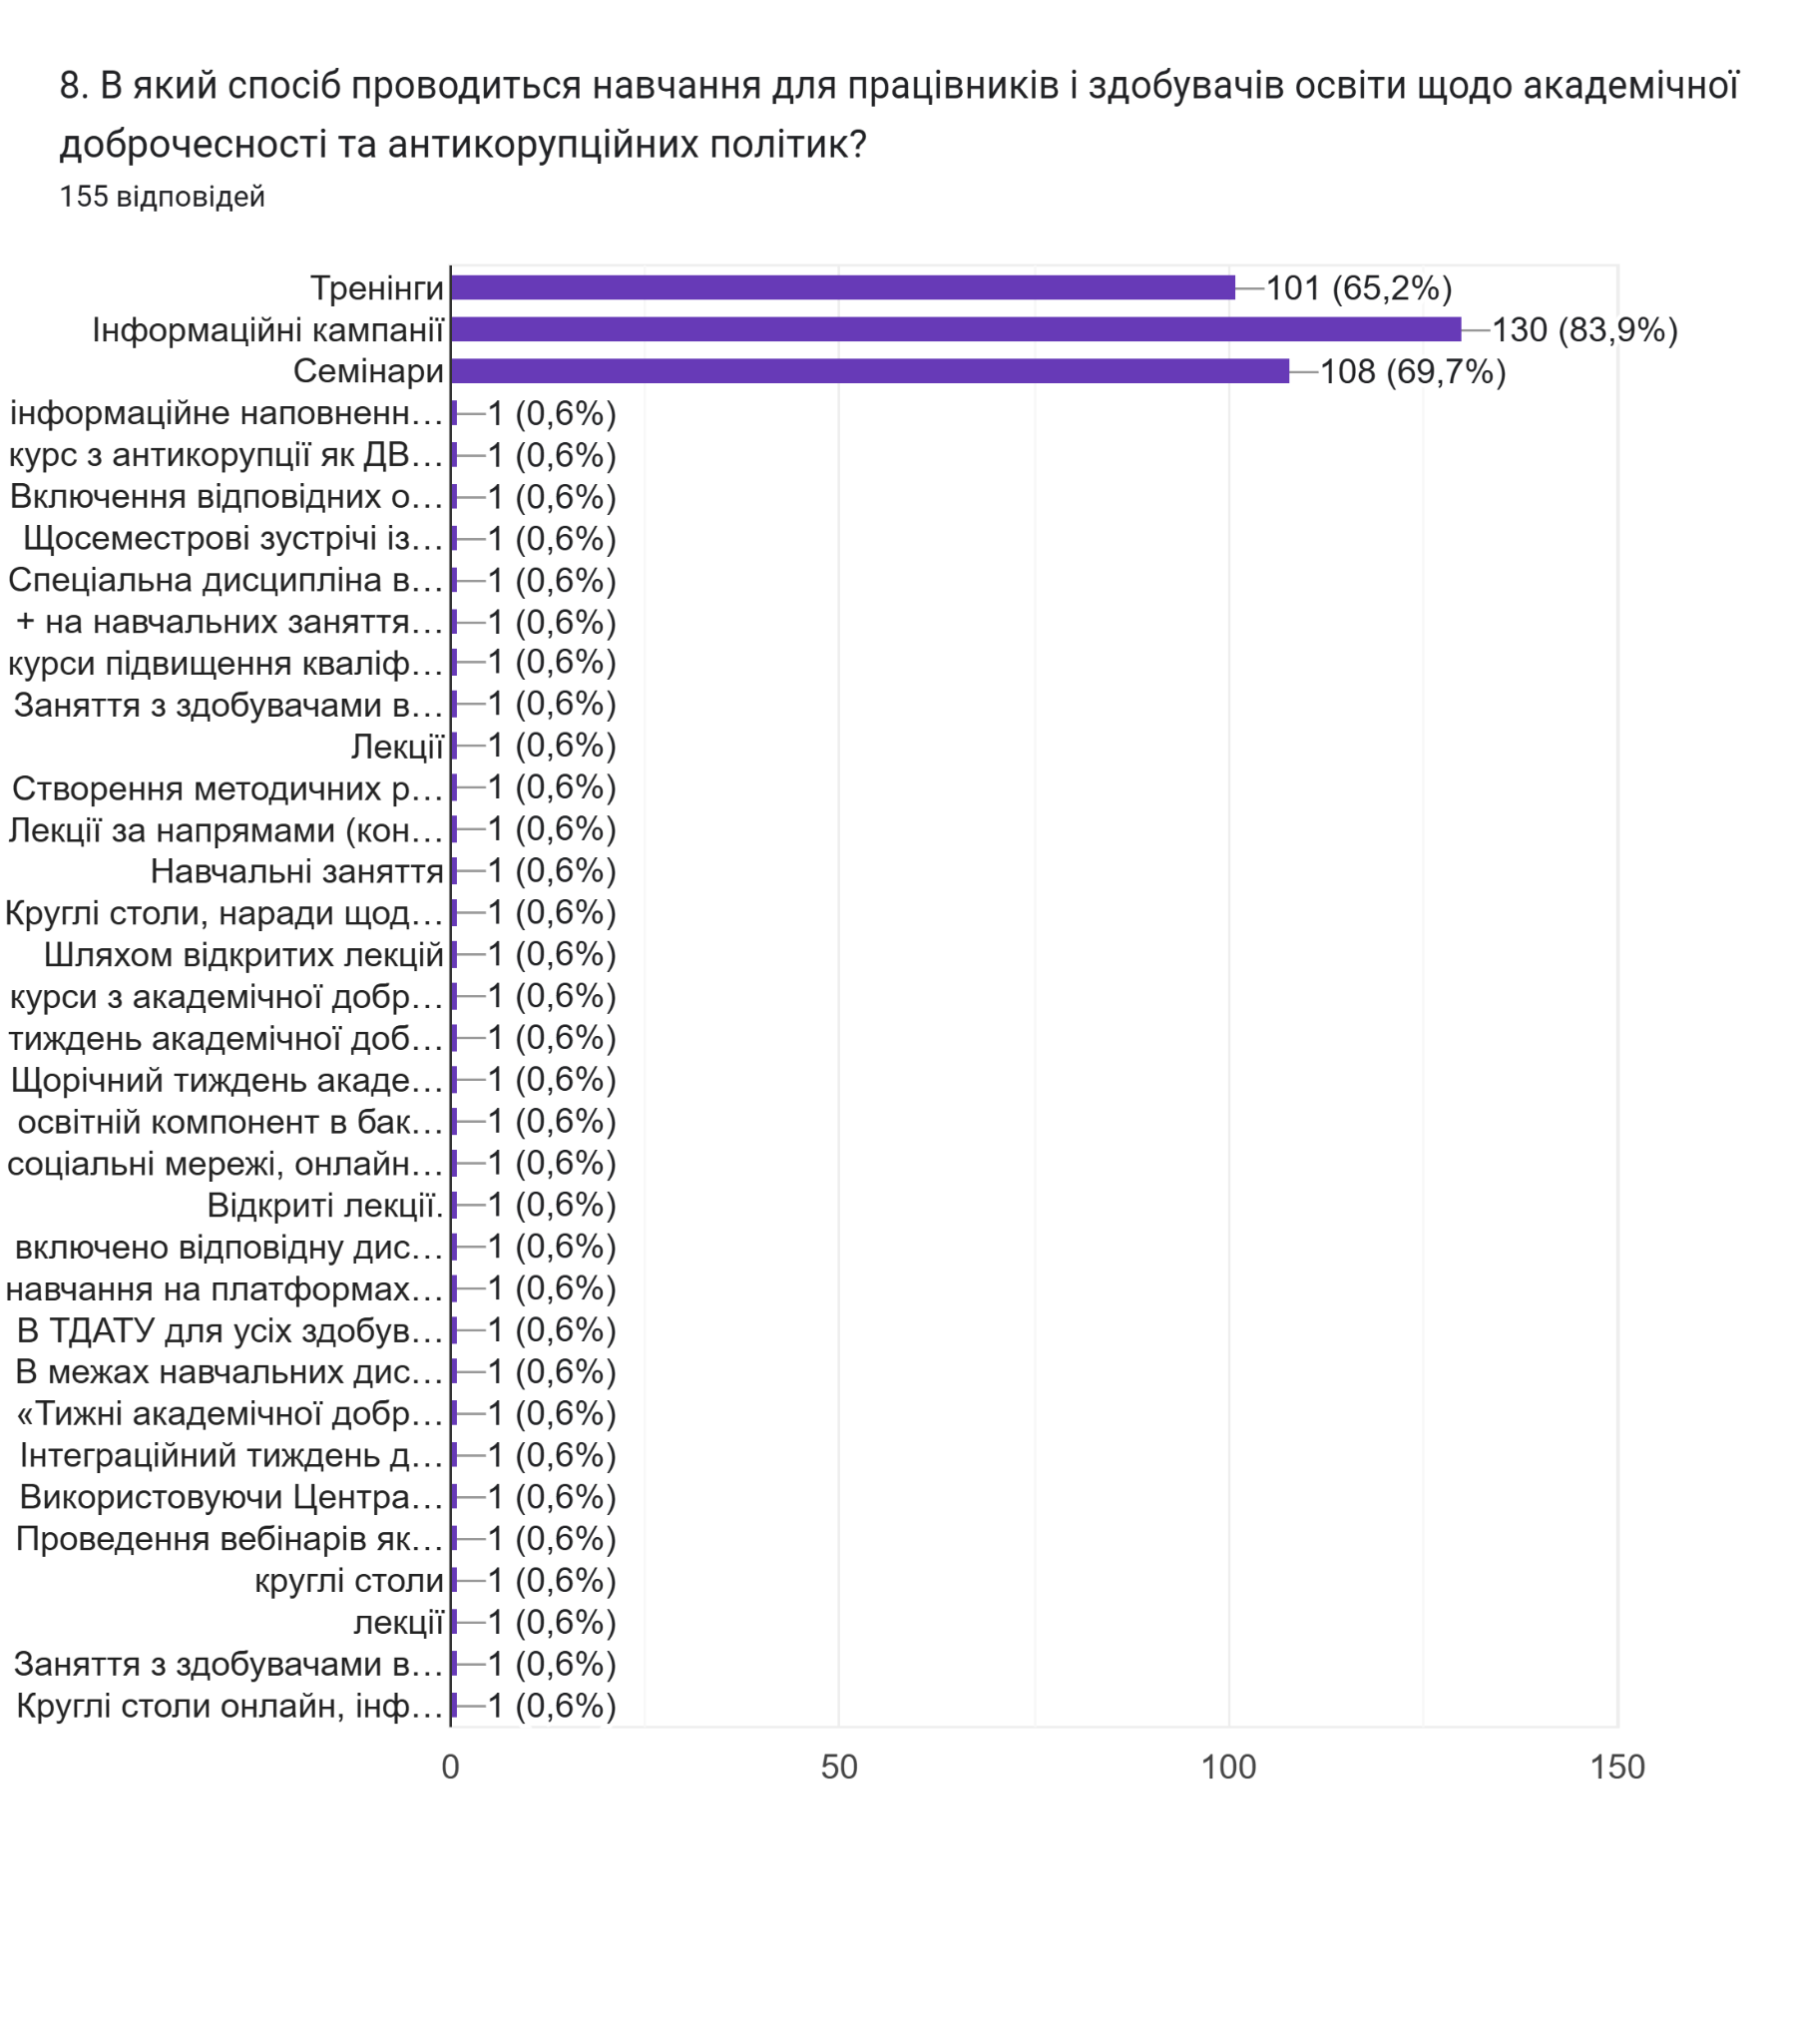 8. В який спосіб проводиться навчання для працівників і здобувачів освіти щодо академічної
доброчесності та антикорупційних політик?
155 відповідей
Тренінги 101 (65,2%)
Інформаційні кампанії 130 (83,9%)
Семінари 108 (69,7%)
інформаційне наповненн… 1 (0,6%)
курс з антикорупції як ДВ… 1 (0,6%)
Включення відповідних о… 1 (0,6%)
Щосеместрові зустрічі із… 1 (0,6%)
Спеціальна дисципліна в… 1 (0,6%)
+ на навчальних заняття… 1 (0,6%)
курси підвищення кваліф… 1 (0,6%)
Заняття з здобувачами в… 1 (0,6%)
Лекції 1 (0,6%)
Створення методичних р… 1 (0,6%)
Лекції за напрямами (кон… 1 (0,6%)
Навчальні заняття 1 (0,6%)
Круглі столи, наради щод… 1 (0,6%)
Шляхом відкритих лекцій 1 (0,6%)
курси з академічної добр… 1 (0,6%)
тиждень академічної доб… 1 (0,6%)
Щорічний тиждень акаде… 1 (0,6%)
освітній компонент в бак… 1 (0,6%)
соціальні мережі, онлайн… 1 (0,6%)
Відкриті лекції. 1 (0,6%)
включено відповідну дис… 1 (0,6%)
навчання на платформах… 1 (0,6%)
В ТДАТУ для усіх здобув… 1 (0,6%)
В межах навчальних дис… 1 (0,6%)
«Тижні академічної добр… 1 (0,6%)
Інтеграційний тиждень д… 1 (0,6%)
Використовуючи Центра… 1 (0,6%)
Проведення вебінарів як… 1 (0,6%)
круглі столи 1 (0,6%)
лекції 1 (0,6%)
Заняття з здобувачами в… 1 (0,6%)
Круглі столи онлайн, інф… 1 (0,6%)
0 50 100 150